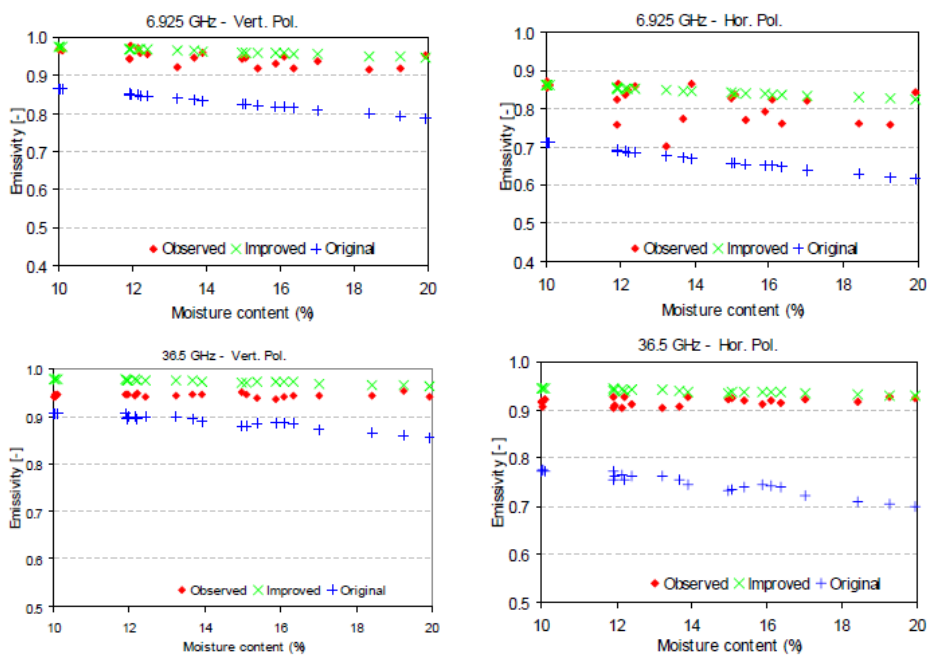 6.925 GHz - Vert. Pol.
1.0
0.9
0.8
0.7
0.6
0.5
0.4
Emissivity [-]
Observed Improved Original
10 12 14 16 18 20
Moisture content (%)
6.925 GHz - Hor. Pol.
1.0
0.9
0.8
0.7
0.6
0.5
0.4
Emissivity [-]
Observed Improved Original
10 12 14 16 18 20
Moisture content (%)
36.5 GHz - Vert. Pol.
1.0
0.9
0.8
0.7
0.6
0.5
Emissivity [-]
Observed Improved Original
10 12 14 16 18 20
Moisture content (%)
36.5 GHz - Hor. Pol.
1.0
0.9
0.8
0.7
0.6
0.5
Emissivity [-]
Observed Improved Original
10 12 14 16 18 20
Moisture content (%)